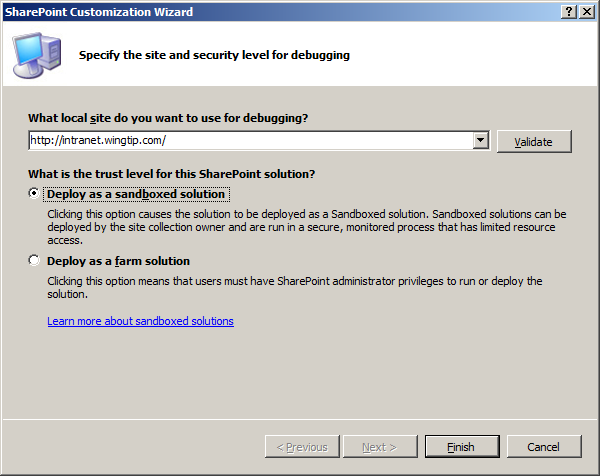 SharePoint Customization Wizard
Specify the site and security level for debugging
What local site do you want to use for debugging?
http://intranet.wingtip.com/ Validate
What is the trust level for this SharePoint solution?
Deploy as a sandboxed solution
Clicking this option causes the solution to be deployed as a Sandboxed solution. Sandboxed solutions can be
deployed by the site collection owner and are run in a secure, monitored process that has limited resource
access.
Deploy as a farm solution
Clicking this option means that users must have SharePoint administrator privileges to run or deploy the
solution.
Learn more about sandboxed solutions
< Previous Next > Finish Cancel